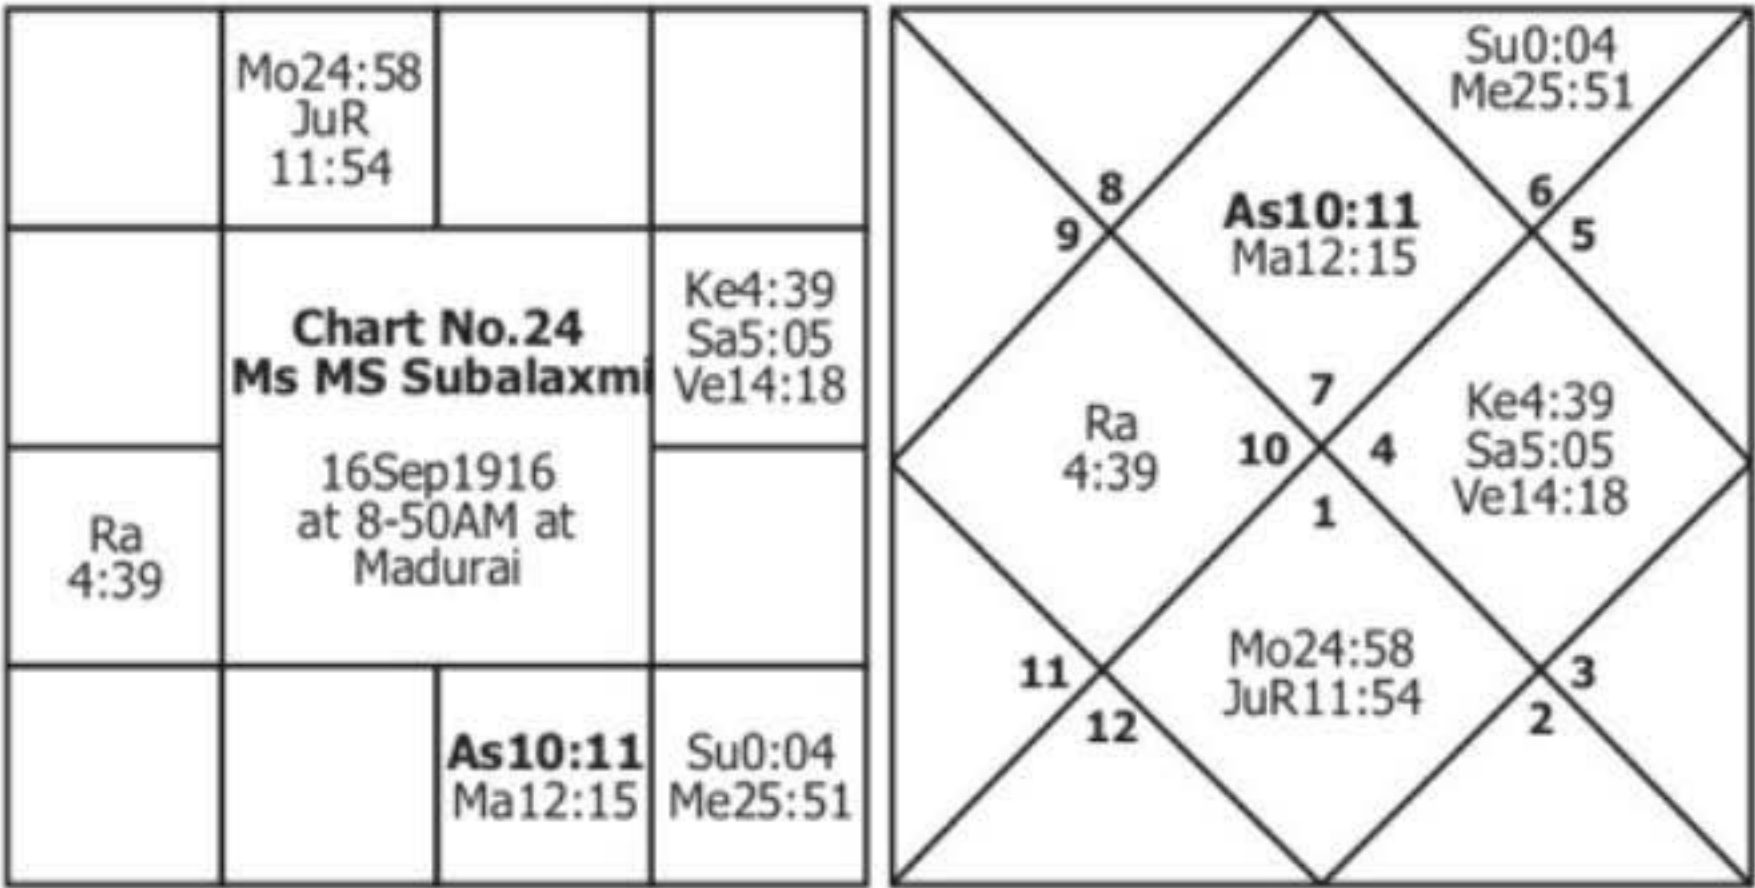 Mo24:58
JuR
11:54
Chart No.24
Ms MS Subalaxmi
16Sep1916
at 8-50AM at
Madurai
Ke4:39
Sa5:05
Ve14:18
Ra
4:39
As10:11
Ma12:15
Su0:04
Me25:51
Su0:04
Me25:51
8
9
As10:11
Ma12:15
6
5
Ra
4:39
7
10
4
1
Ke4:39
Sa5:05
Ve14:18
11
12
Mo24:58
JuR11:54
3
2